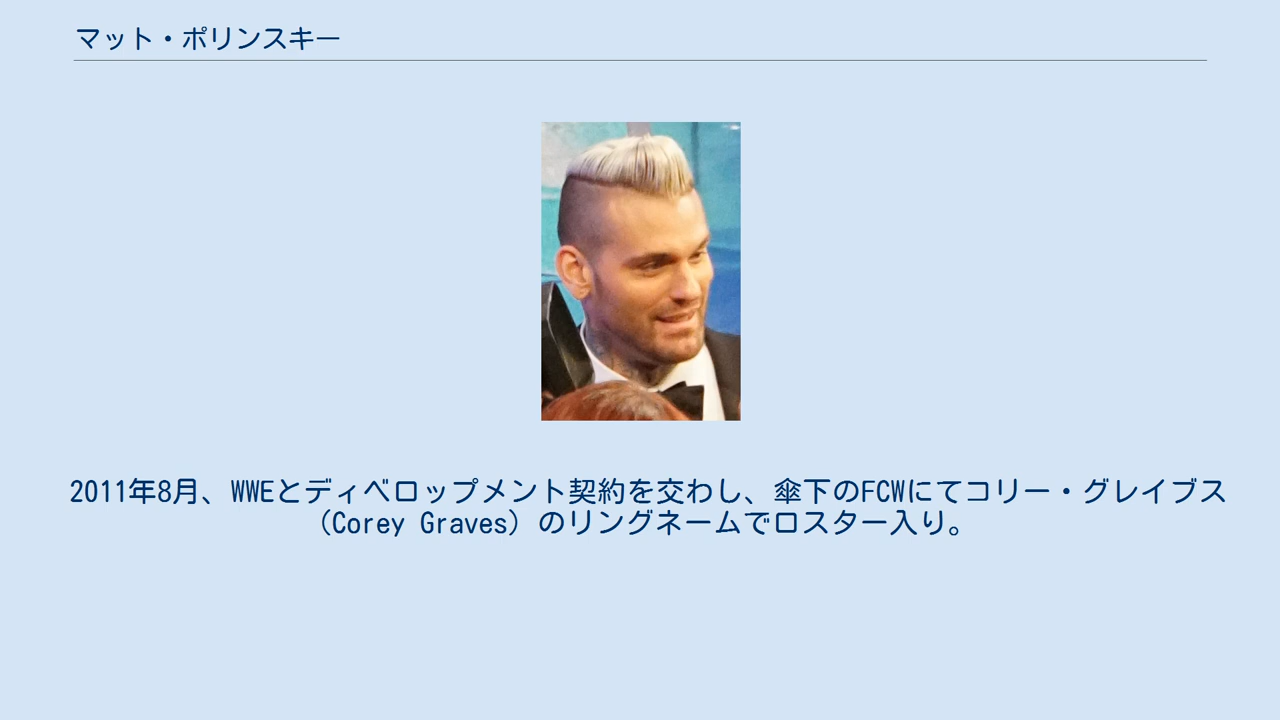 マット・ポリンスキー
2011年8月、WWEとディベロップメント契約を交わし、傘下のFCWにてコリー・グレイブス
（Corey Graves）のリングネームでロスター入り。